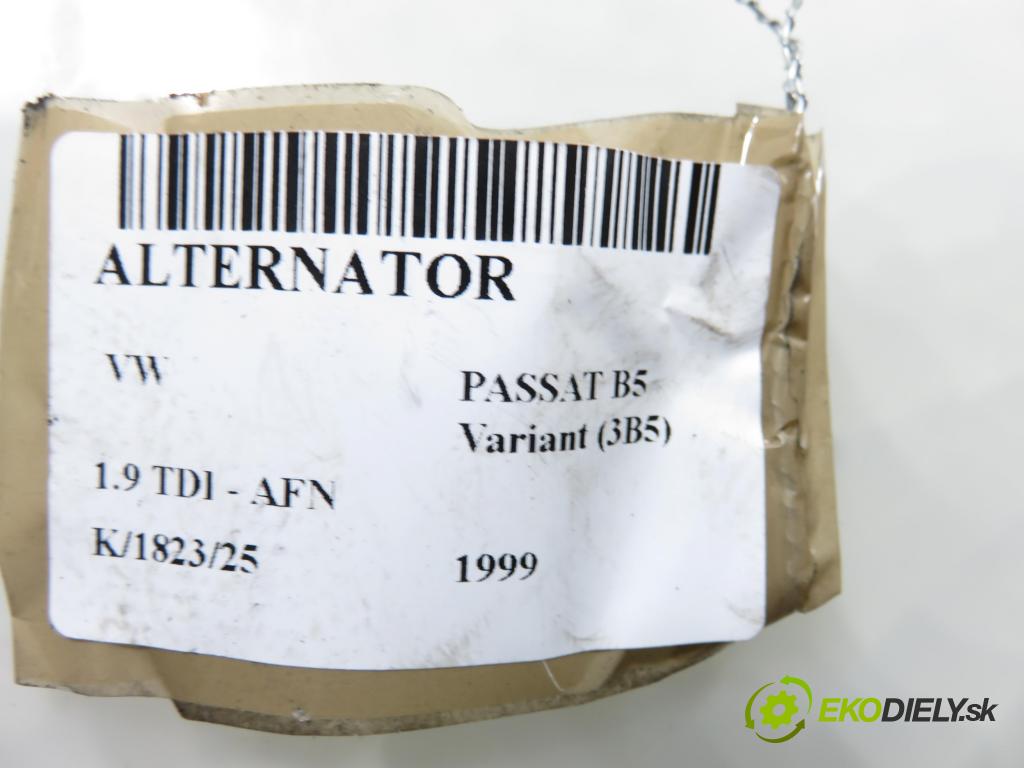 ALTERNATOR
VW
PASSAT B5
Variant (3B5)
1.9 TDI - AFN
K/1823/25
1999
EKODIELY.sk